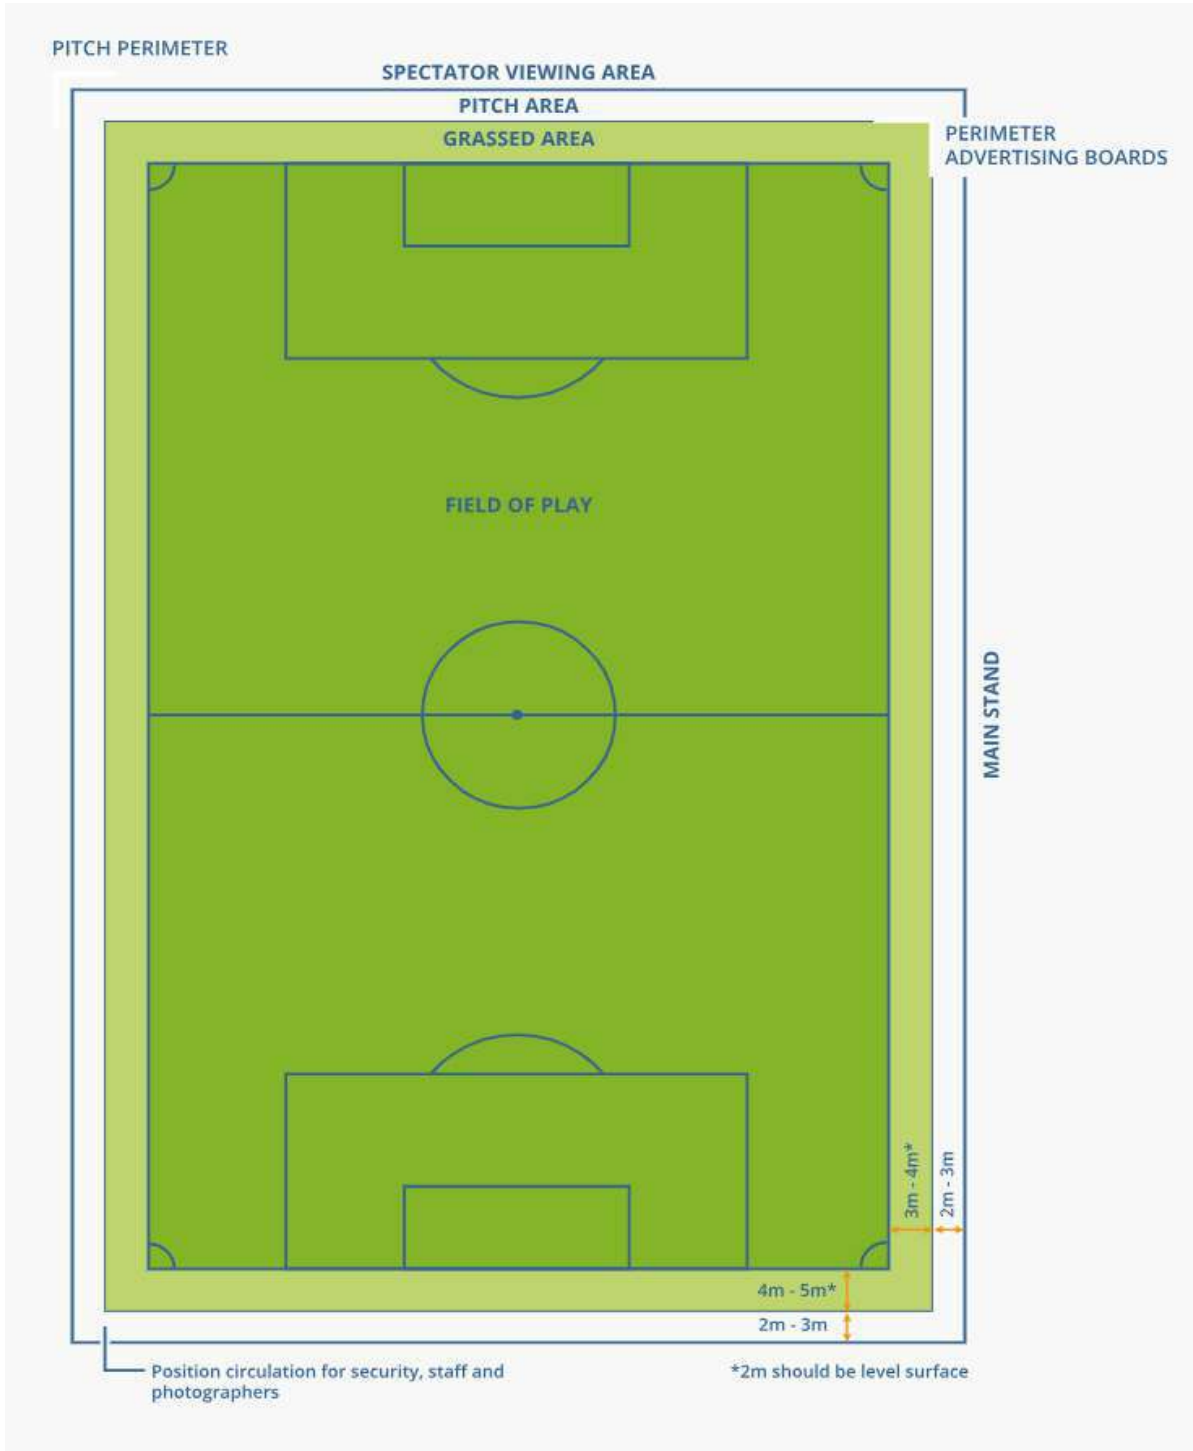 PITCH PERIMETER
SPECTATOR VIEWING AREA
PITCH AREA
GRASSED AREA
PERIMETER
ADVERTISING BOARDS
FIELD OF PLAY
MAIN STAND
3m - 4m*
2m - 3m
4m - 5m*
2m - 3m
Position circulation for security, staff and
photographers
*2m should be level surface